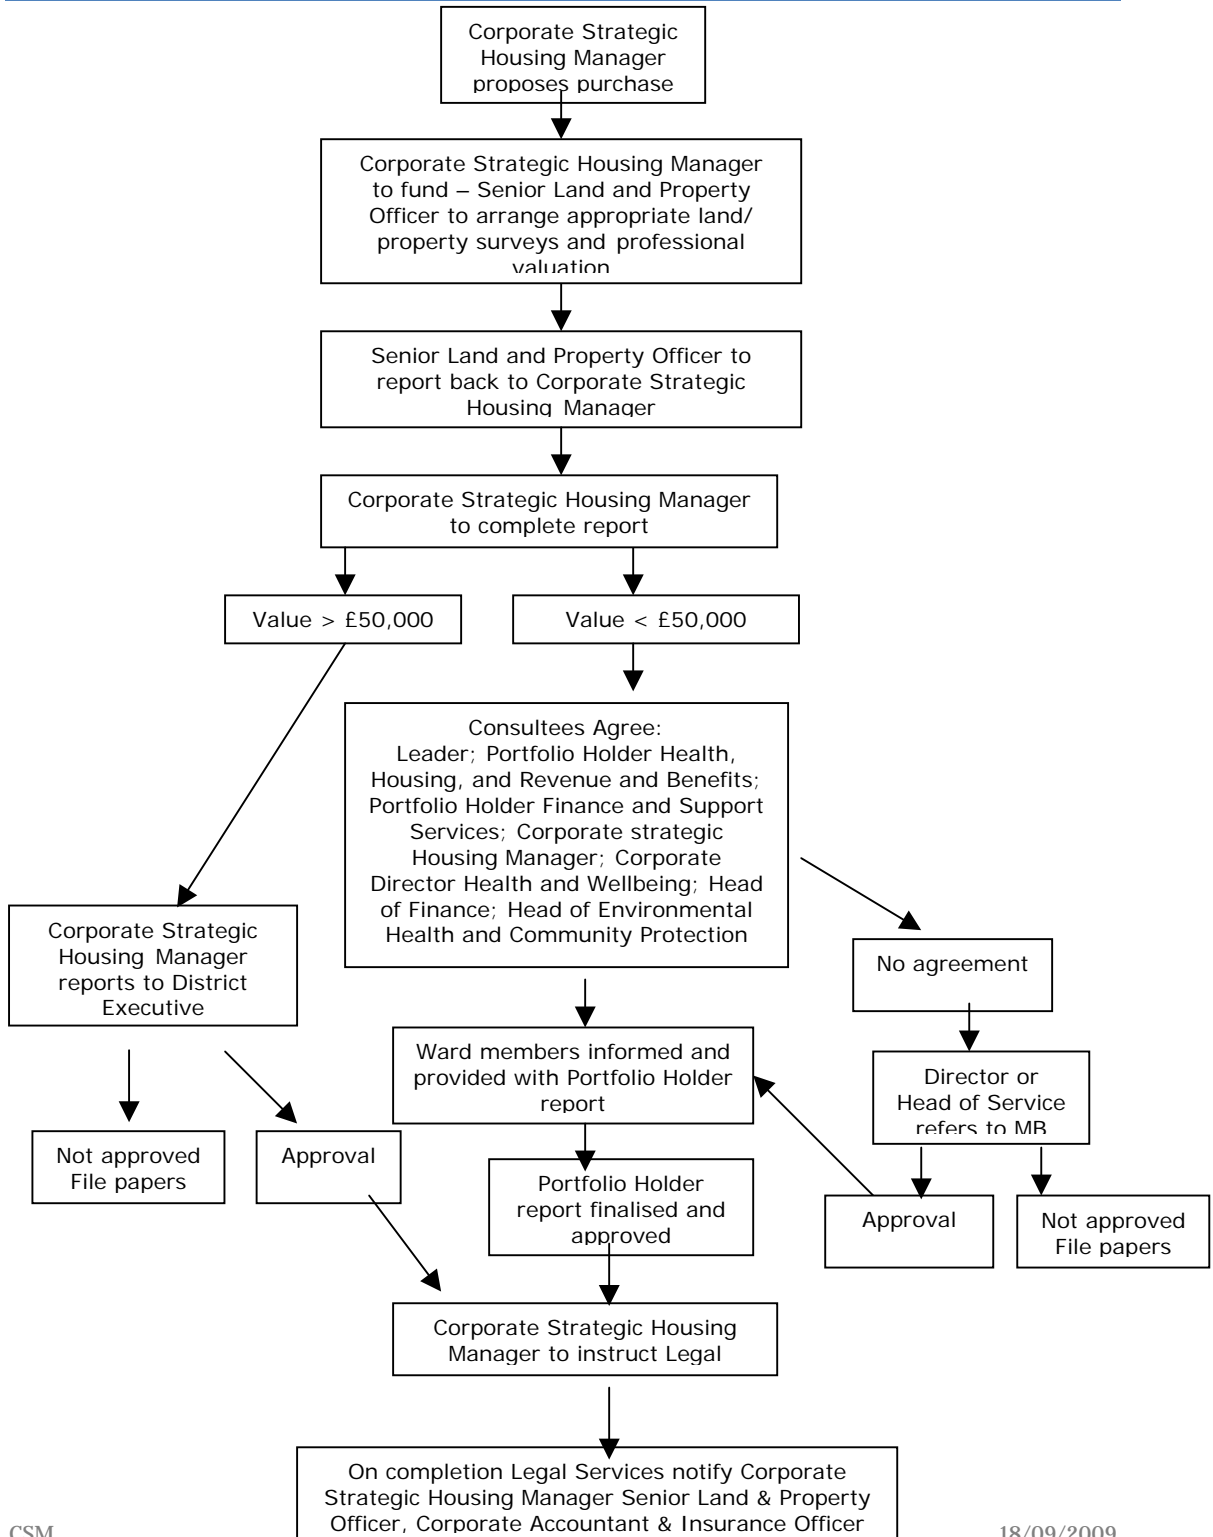 Corporate Strategic
Housing Manager
proposes purchase
Corporate Strategic Housing Manager
to fund – Senior Land and Property
Officer to arrange appropriate land/
property surveys and professional
valuation
Senior Land and Property Officer to
report back to Corporate Strategic
Housing Manager
Corporate Strategic Housing Manager
to complete report
Value > £50,000
Value < £50,000
Consultees Agree:
Leader; Portfolio Holder Health,
Housing, and Revenue and Benefits;
Portfolio Holder Finance and Support
Services; Corporate strategic
Housing Manager; Corporate
Director Health and Wellbeing; Head
of Finance; Head of Environmental
Health and Community Protection
Corporate Strategic
Housing Manager
reports to District
Executive
No agreement
Ward members informed and
provided with Portfolio Holder
report
Director or
Head of Service
refers to MB
Not approved
File papers
Approval
Portfolio Holder
report finalised and
approved
Approval
Not approved
File papers
Corporate Strategic Housing
Manager to instruct Legal
On completion Legal Services notify Corporate
Strategic Housing Manager Senior Land & Property
Officer, Corporate Accountant & Insurance Officer
CSM
18/09/2009